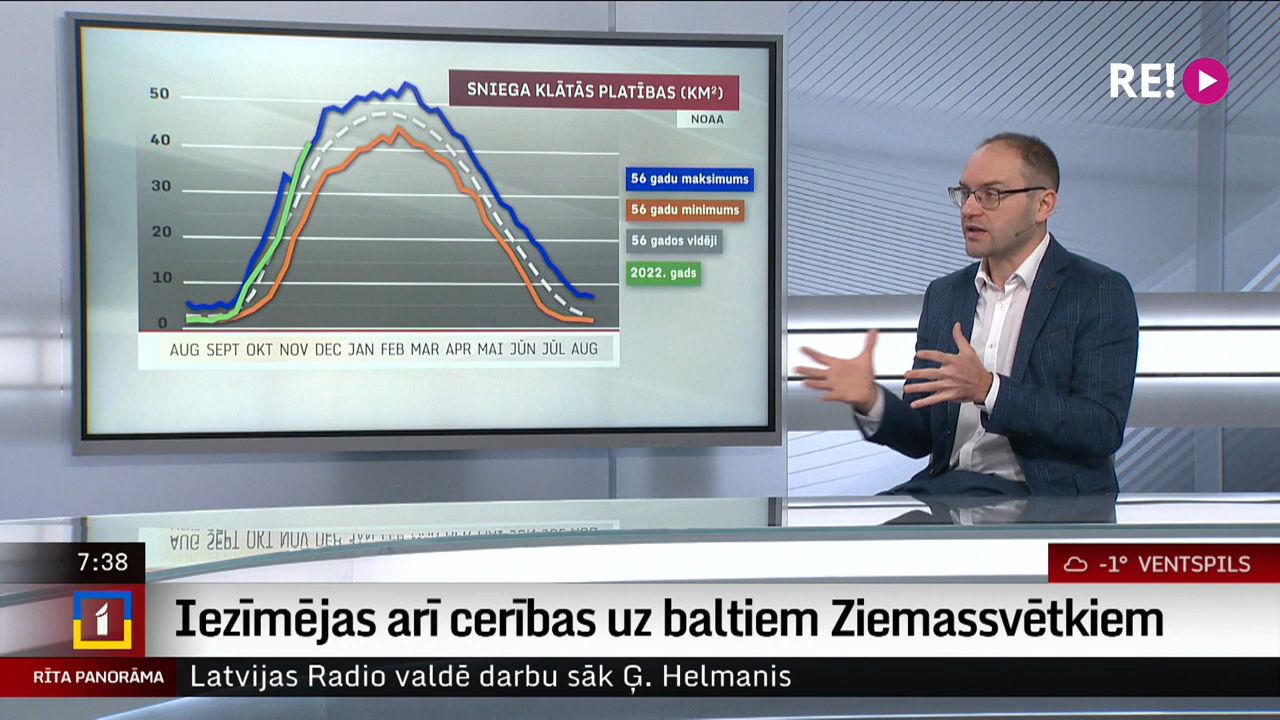 RE!
SNIEGA KLĀTĀS PLATĪBAS (KM²)
NOAA
50
40
30
20
10
0
56 gadu maksimums
56 gadu minimums
56 gados vidēji
2022. gads
AUG SEPT OKT NOV DEC JAN FEB MAR APR MAI JŪN JŪL AUG
7:38
-1° VENTSPILS
1
Iezīmējas arī cerības uz baltiem Ziemassvētkiem
RĪTA PANORĀMA
Latvijas Radio valdē darbu sāk Ģ. Helmanis